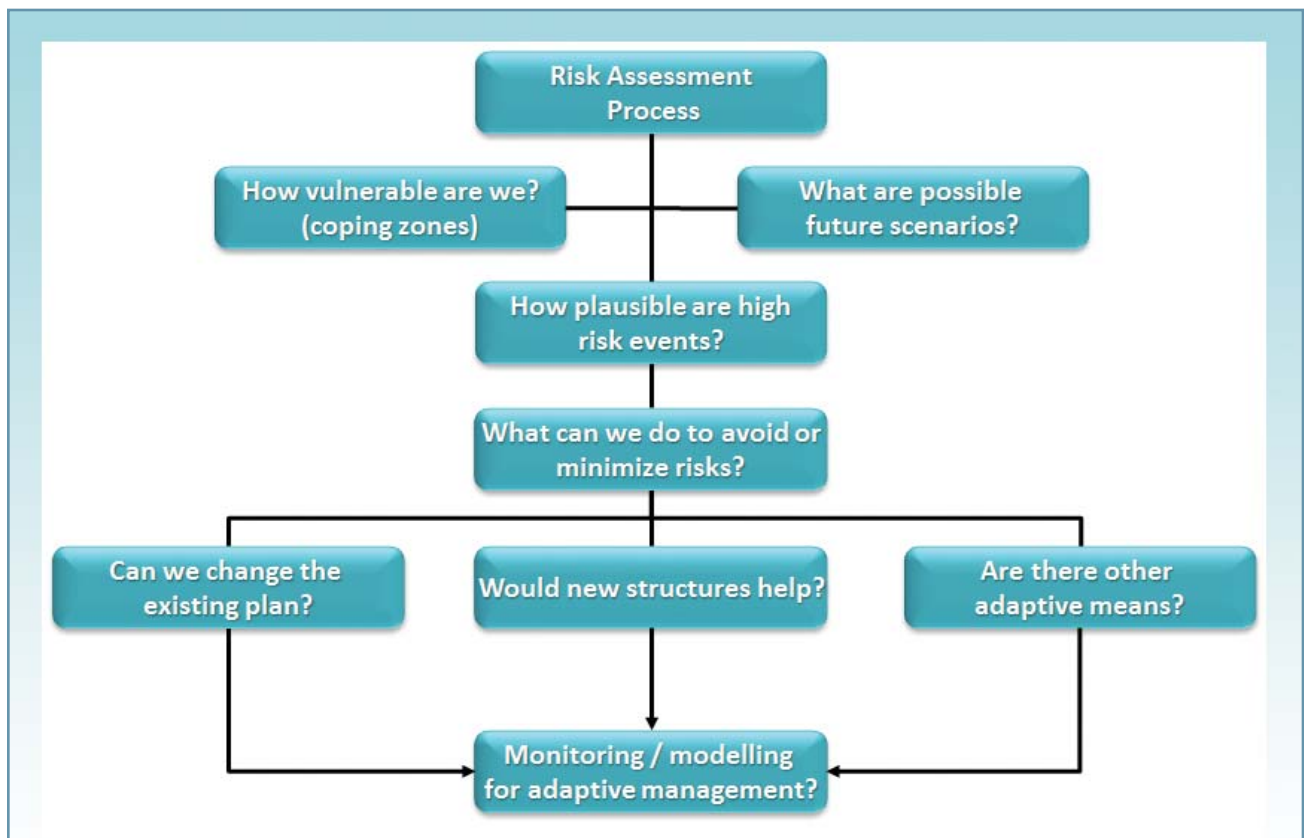 Risk Assessment
Process
How vulnerable are we?
(coping zones)
What are possible
future scenarios?
How plausible are high
risk events?
What can we do to avoid or
minimize risks?
Can we change the
existing plan?
Would new structures help?
Are there other
adaptive means?
Monitoring / modelling
for adaptive management?